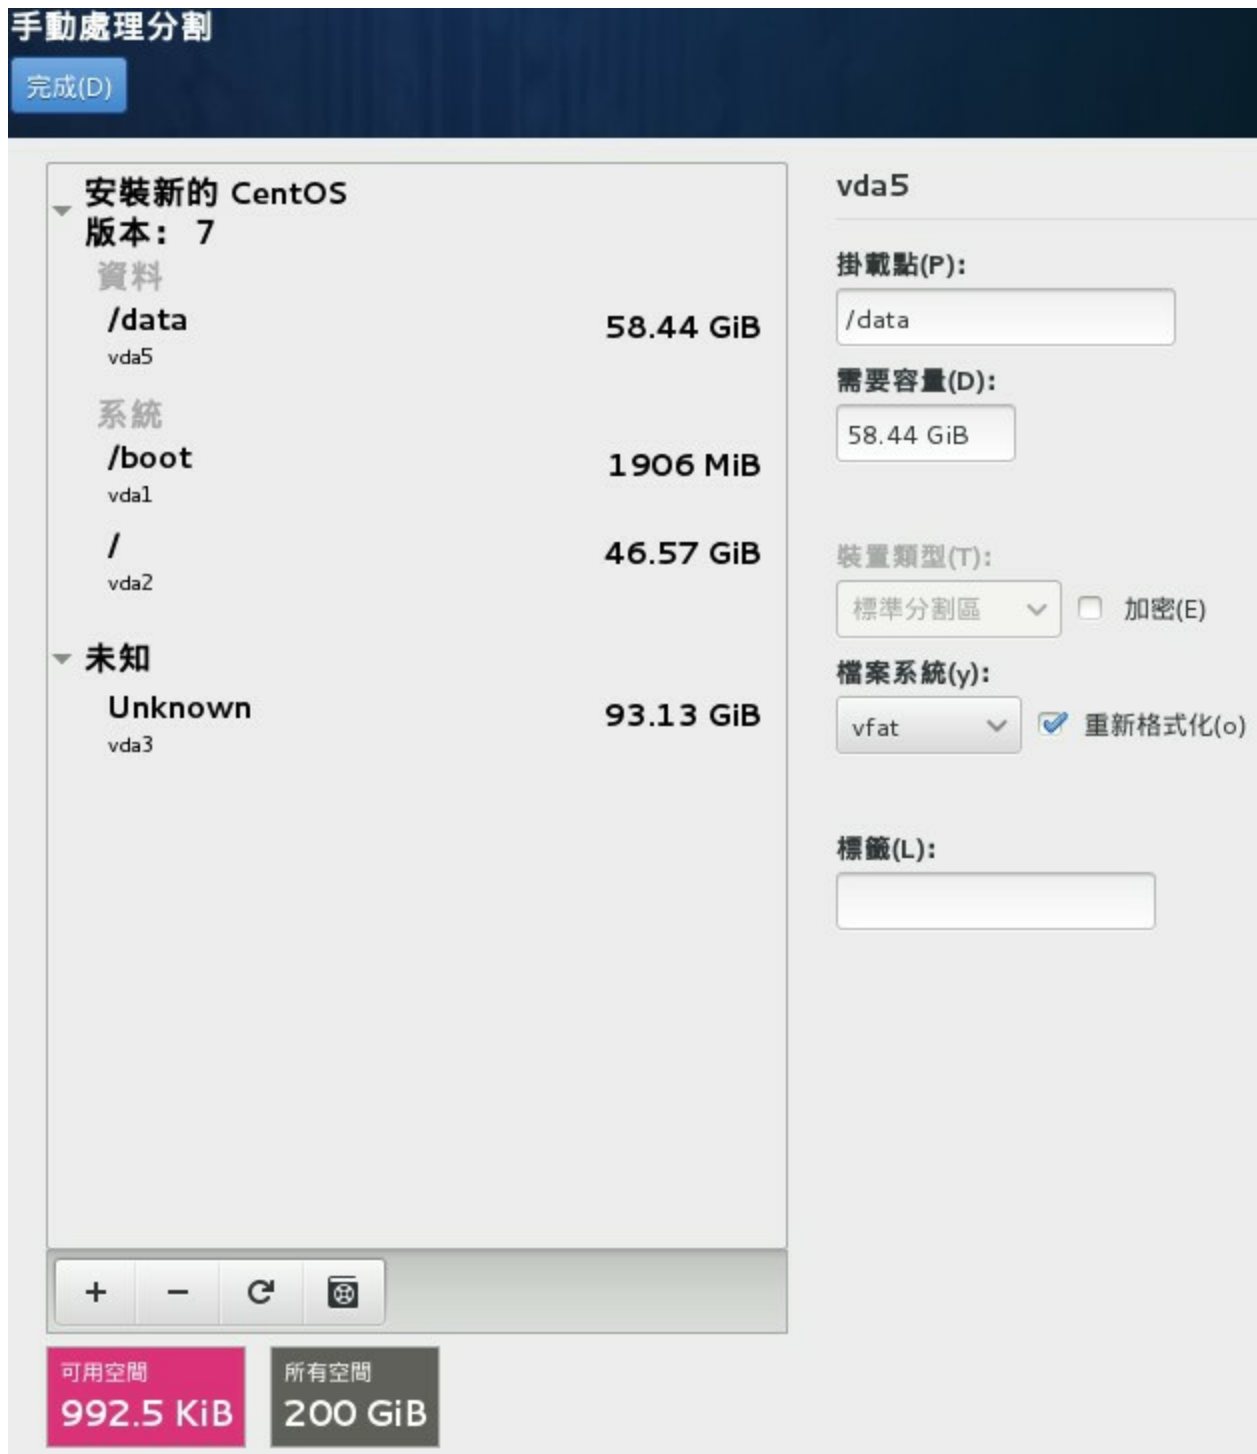 手動處理分割
完成(D)
安裝新的 CentOS
版本： 7
資料
/data
58.44 GiB
vda5
系統
/boot
1906 MiB
vda1
/
46.57 GiB
vda2
未知
Unknown
93.13 GiB
vda3
+ -
可用空間
992.5 KiB
所有空間
200 GiB
vda5
掛載點(P)：
/data
需要容量(D)：
58.44 GiB
裝置類型(T)：
標準分割區
加密(E)
檔案系統(y)：
vfat
重新格式化(o)
標籤(L)：